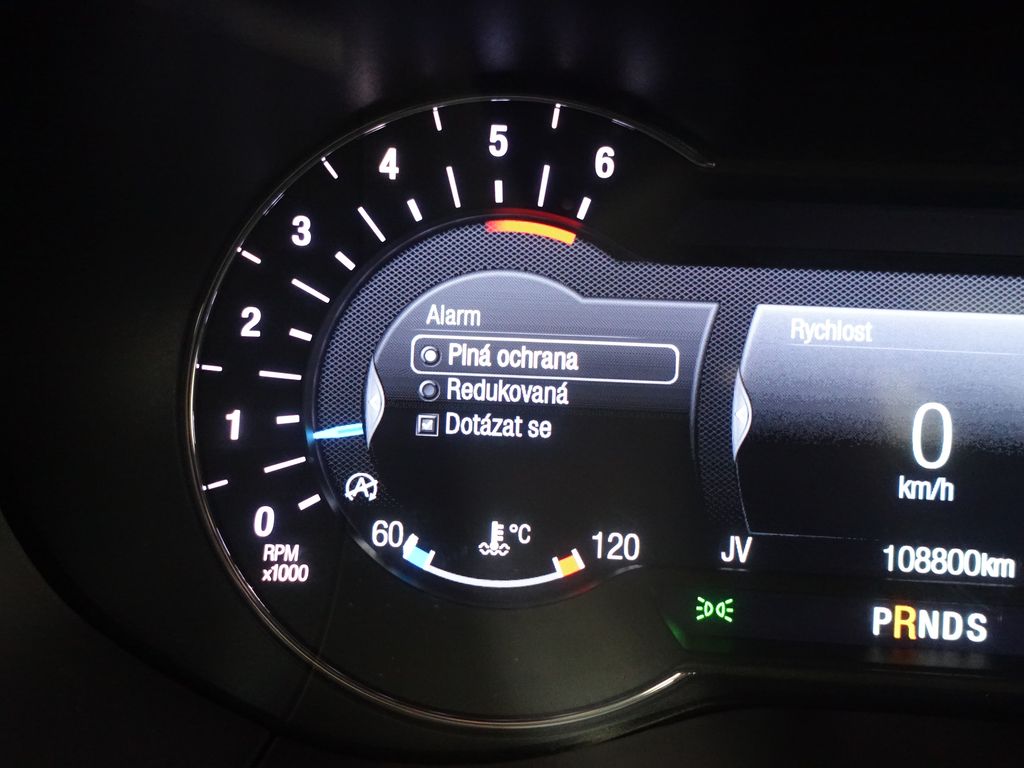 6
5
4
3
2
1
0
RPM
x1000
Alarm
Plná ochrana
Redukovaná
Dotázat se
60
°C
120
Rychlost
0
km/h
JV
108800km
PRNDS